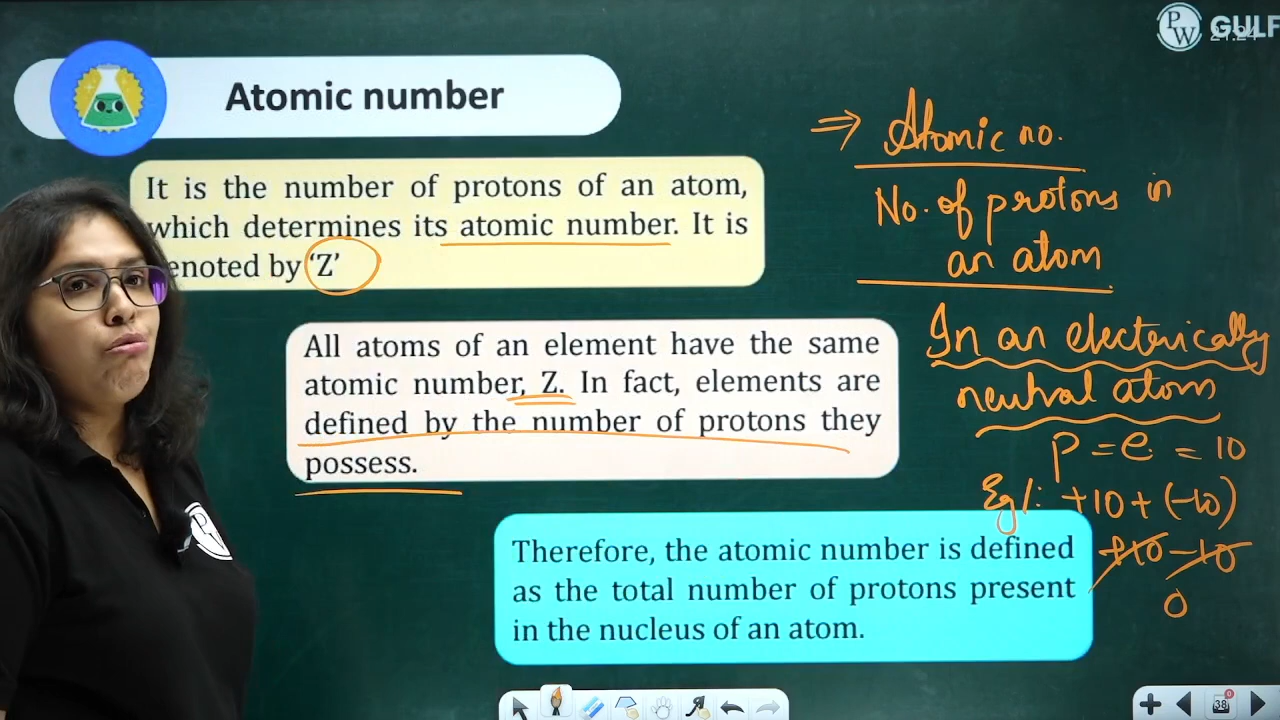 PW GULF
Atomic number
It is the number of protons of an atom,
which determines its atomic number. It is
enoted by 'Z'
All atoms of an element have the same
atomic number, Z. In fact, elements are
defined by the number of protons they
possess.
Therefore, the atomic number is defined
as the total number of protons present
in the nucleus of an atom.
⇒ Atomic no.
No. of protons in
an atom
In an electrically
neutral atom
p = e = 10
Eg/: +10 + (-10)
+10 -10
0
38